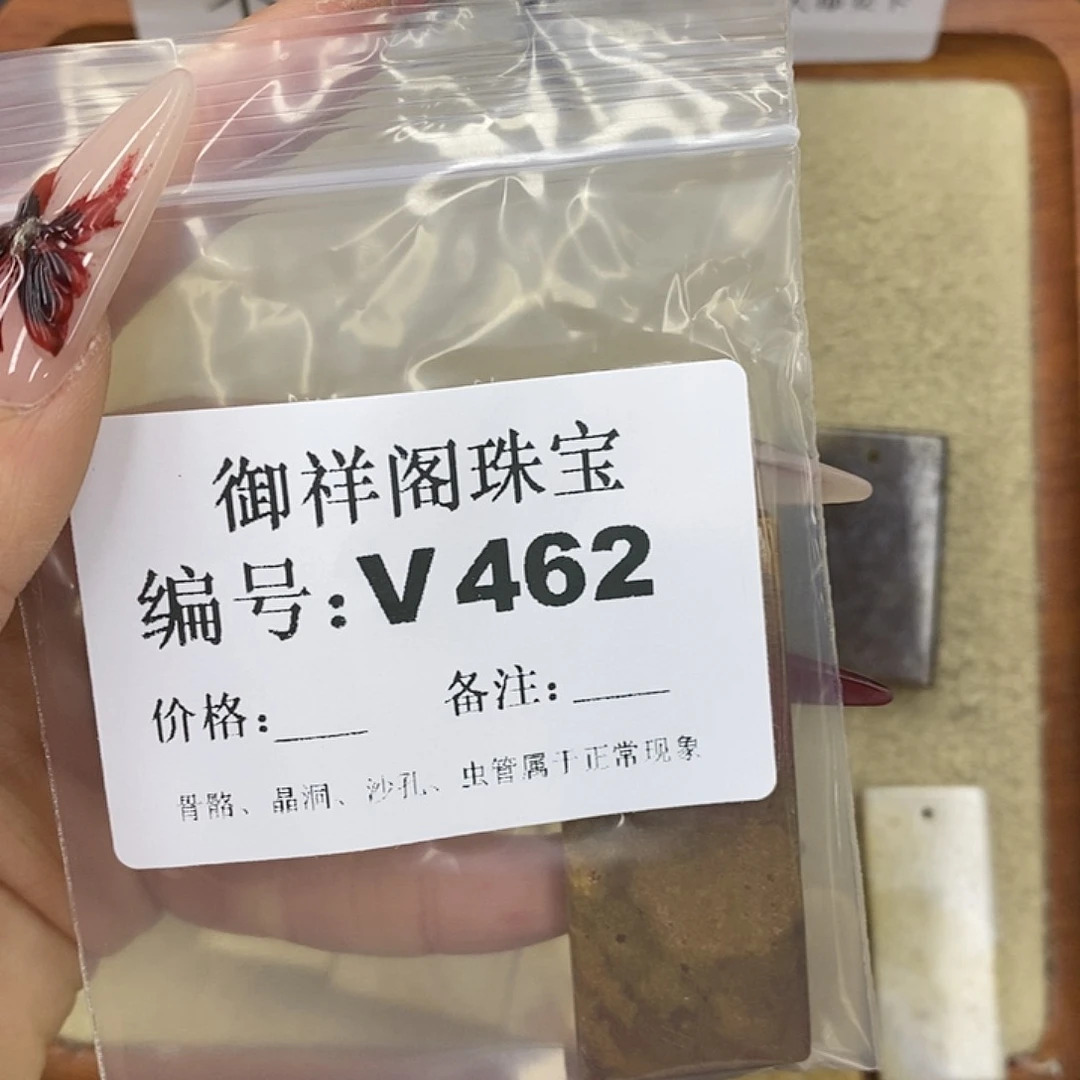 御祥阁珠宝
编号:V462
价格:____ 备注:____
骨骼、晶洞、沙孔、虫管属于正常现象